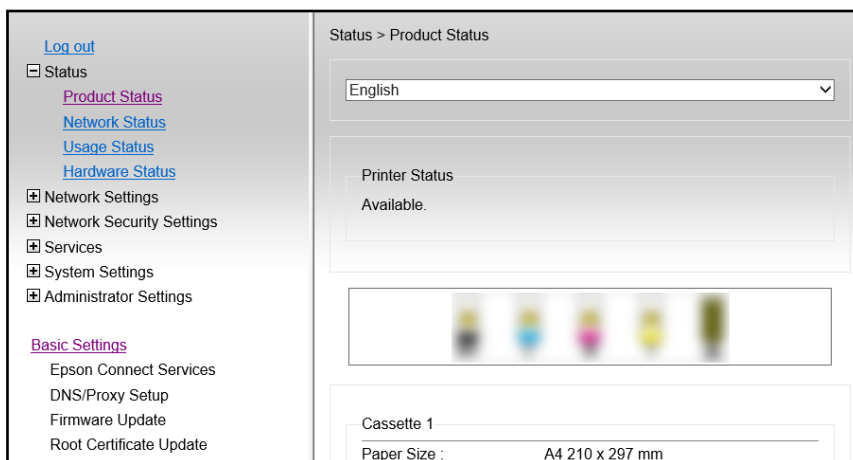 Log out
Status
Product Status
Network Status
Usage Status
Hardware Status
Network Settings
Network Security Settings
Services
System Settings
Administrator Settings
Basic Settings
Epson Connect Services
DNS/Proxy Setup
Firmware Update
Root Certificate Update
Status > Product Status
English
Printer Status
Available.
Cassette 1
Paper Size : A4 210 x 297 mm